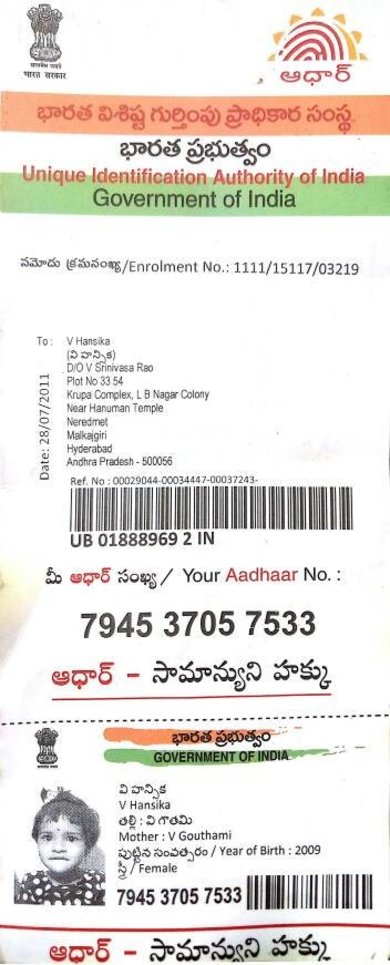 భారత సర్కార్
ఆధార్
భారత విశిష్ట గుర్తింపు ప్రాధికార సంస్థ
భారత ప్రభుత్వం
Unique Identification Authority of India
Government of India
నమోదు క్రమసంఖ్య/Enrolment No.: 1111/15117/03219
To :
V Hansika
(వి హన్సిక)
D/O V Srinivasa Rao
Plot No 33 54
Krupa Complex, L B Nagar Colony
Near Hanuman Temple
Neredmet
Malkajgiri
Hyderabad
Andhra Pradesh - 500056
Date: 28/07/2011
Ref. No : 00029044-00034447-00037243-
UB 01888969 2 IN
మీ ఆధార్ సంఖ్య / Your Aadhaar No. :
7945 3705 7533
ఆధార్ – సామాన్యుని హక్కు
భారత ప్రభుత్వం
GOVERNMENT OF INDIA
వి హన్సిక
V Hansika
తల్లి : వి గౌతమి
Mother : V Gouthami
పుట్టిన సంవత్సరం / Year of Birth : 2009
స్త్రీ / Female
7945 3705 7533
ఆధార్ – సామాన్యుని హక్కు